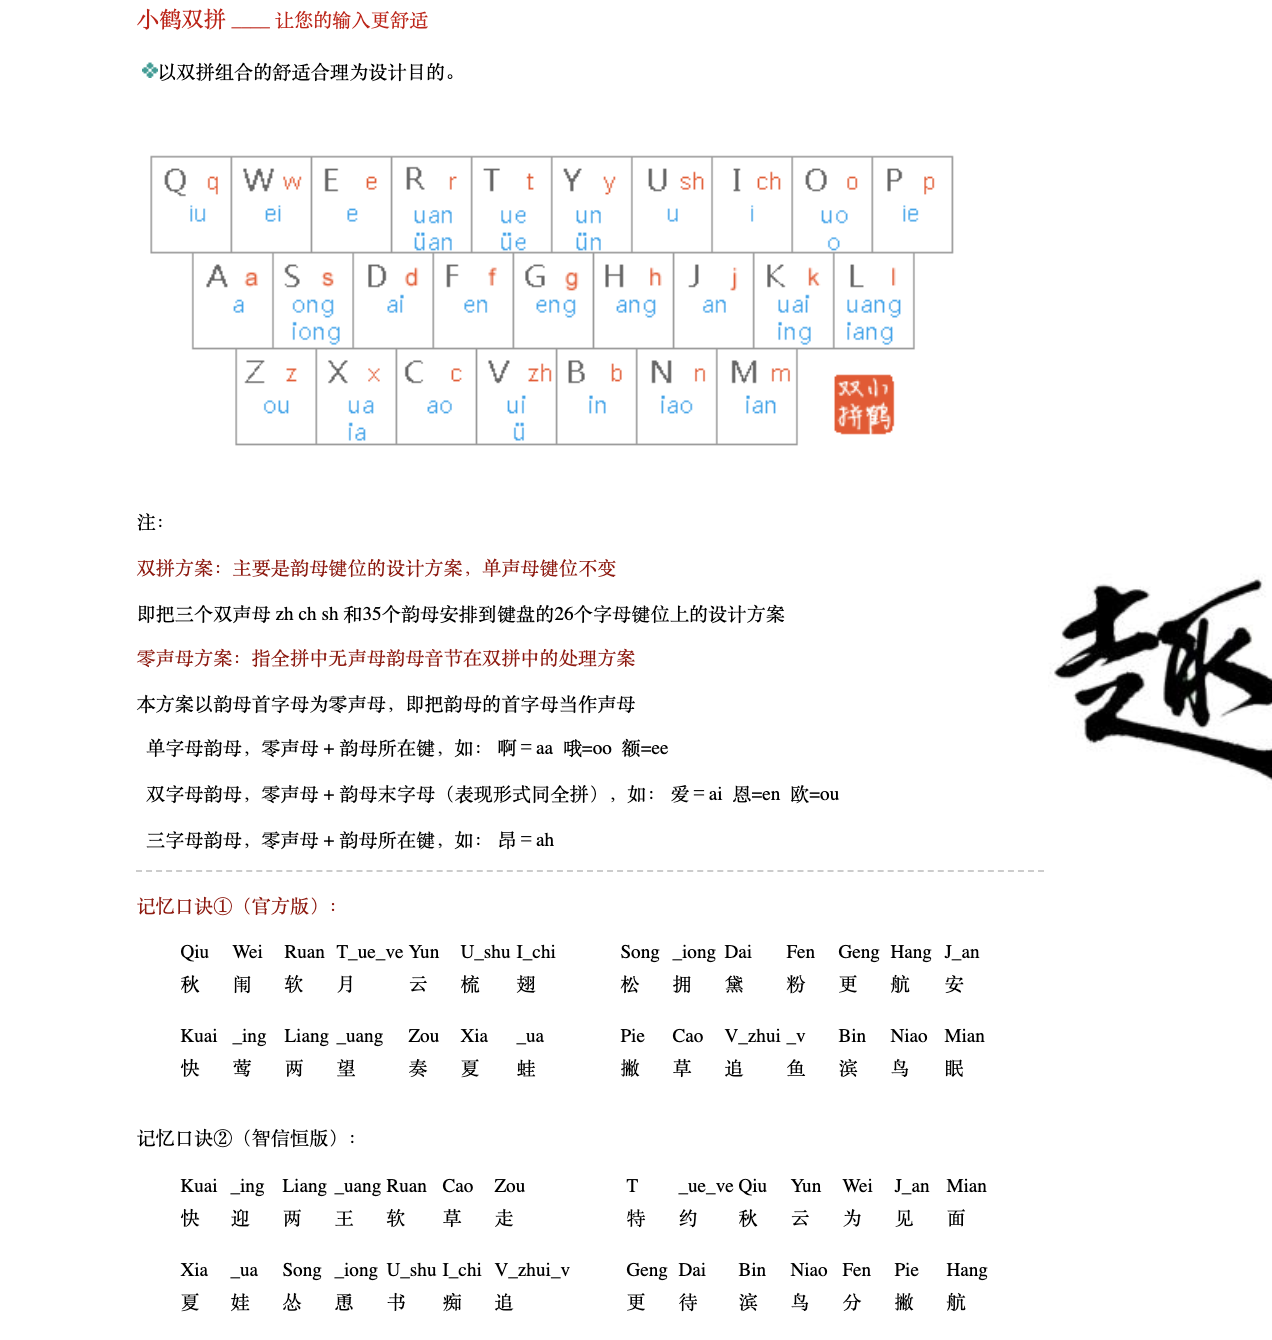 小鹤双拼 ____ 让您的输入更舒适
❖以双拼组合的舒适合理为设计目的。
Q q W w E e R r T t Y y U sh I ch O o P p
iu ei e uan ue un u i uo ie
üan üe ün o
A a S s D d F f G g H h J j K k L l
a ong ai en eng ang an uai uang
iong ing iang
Z z X x C c V zh B b N n M m
ou ua ao ui in iao ian
ia ü
双小
拼鹤
注：
双拼方案：主要是韵母键位的设计方案，单声母键位不变
即把三个双声母 zh ch sh 和35个韵母安排到键盘的26个字母键位上的设计方案
零声母方案：指全拼中无声母韵母音节在双拼中的处理方案
本方案以韵母首字母为零声母，即把韵母的首字母当作声母
单字母韵母，零声母 + 韵母所在键，如： 啊＝aa 哦=oo 额=ee
双字母韵母，零声母 + 韵母末字母（表现形式同全拼）,如： 爱＝ai 恩=en 欧=ou
三字母韵母，零声母 + 韵母所在键，如： 昂＝ah
趣
记忆口诀①（官方版）：
Qiu Wei Ruan T_ue_ve Yun U_shu I_chi Song _iong Dai Fen Geng Hang J_an
秋 闱 软 月 云 梳 翅 松 拥 黛 粉 更 航 安
Kuai _ing Liang _uang Zou Xia _ua Pie Cao V_zhui _v Bin Niao Mian
快 莺 两 望 奏 夏 蛙 撇 草 追 鱼 滨 鸟 眠
记忆口诀②（智信恒版）：
Kuai _ing Liang _uang Ruan Cao Zou T _ue_ve Qiu Yun Wei J_an Mian
快 迎 两 王 软 草 走 特 约 秋 云 为 见 面
Xia _ua Song _iong U_shu I_chi V_zhui_v Geng Dai Bin Niao Fen Pie Hang
夏 娃 怂 恿 书 痴 追 更 待 滨 鸟 分 撇 航